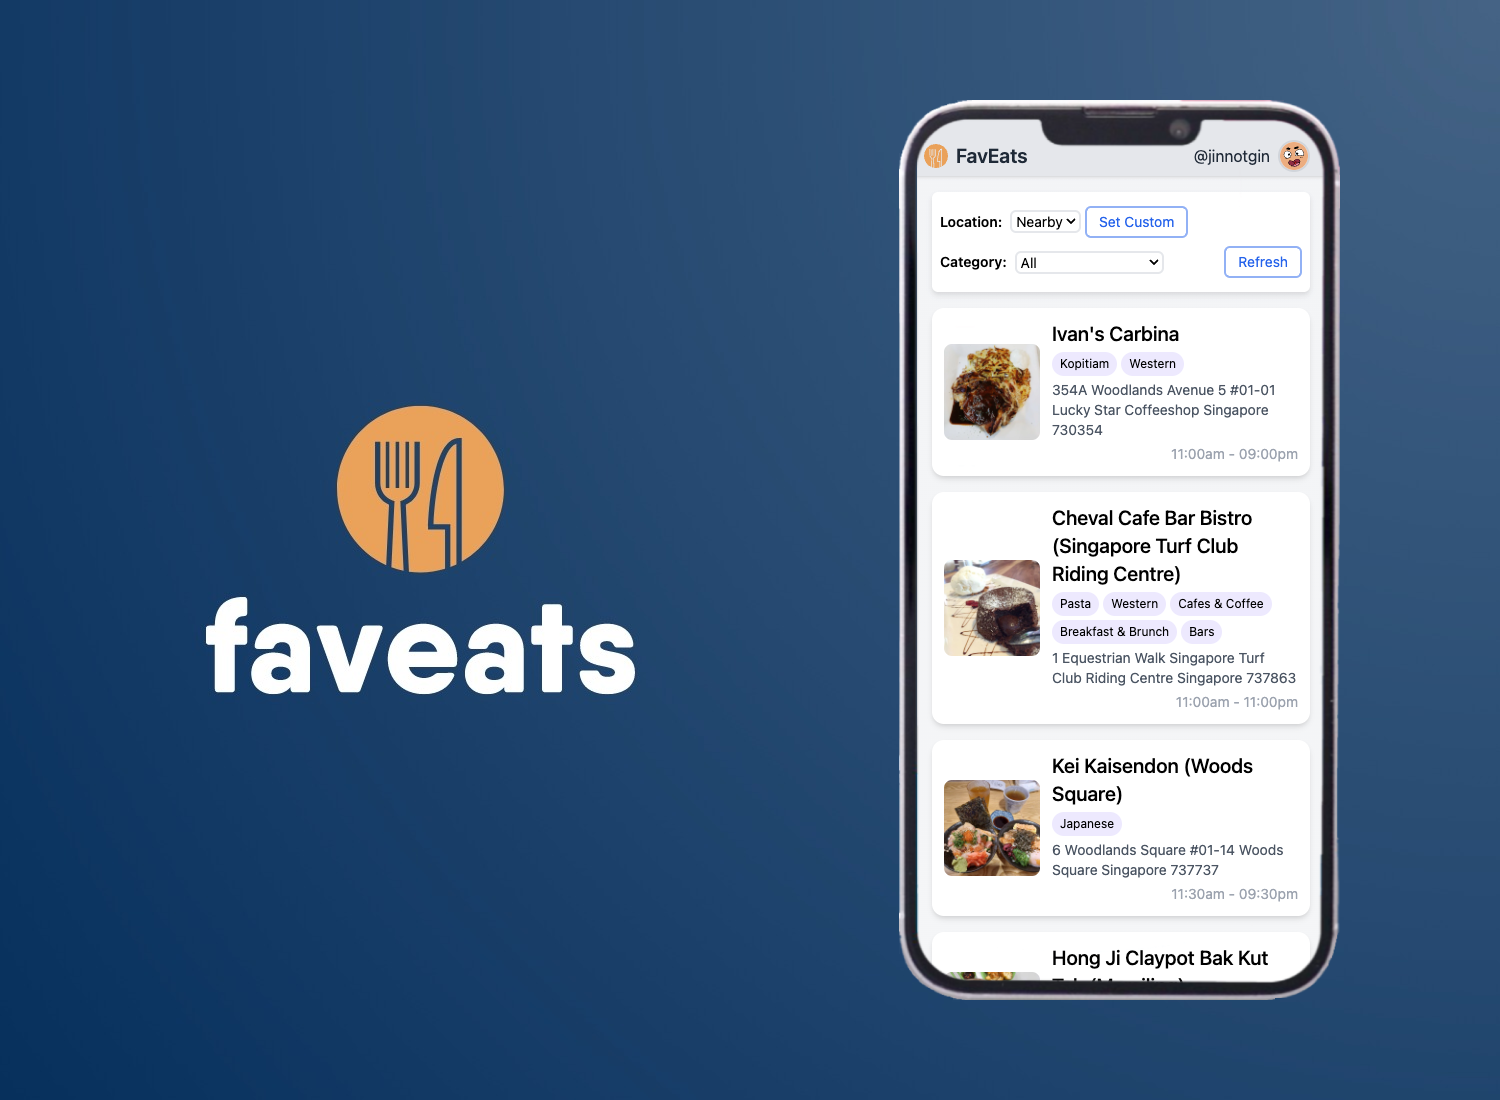 faveats
FavEats
@jinnotgin
Location: Nearby Set Custom
Category: All Refresh
Ivan's Carbina
Kopitiam Western
354A Woodlands Avenue 5 #01-01
Lucky Star Coffeeshop Singapore
730354
11:00am - 09:00pm
Cheval Cafe Bar Bistro
(Singapore Turf Club
Riding Centre)
Pasta Western Cafes & Coffee
Breakfast & Brunch Bars
1 Equestrian Walk Singapore Turf
Club Riding Centre Singapore 737863
11:00am - 11:00pm
Kei Kaisendon (Woods
Square)
Japanese
6 Woodlands Square #01-14 Woods
Square Singapore 737737
11:30am - 09:30pm
Hong Ji Claypot Bak Kut